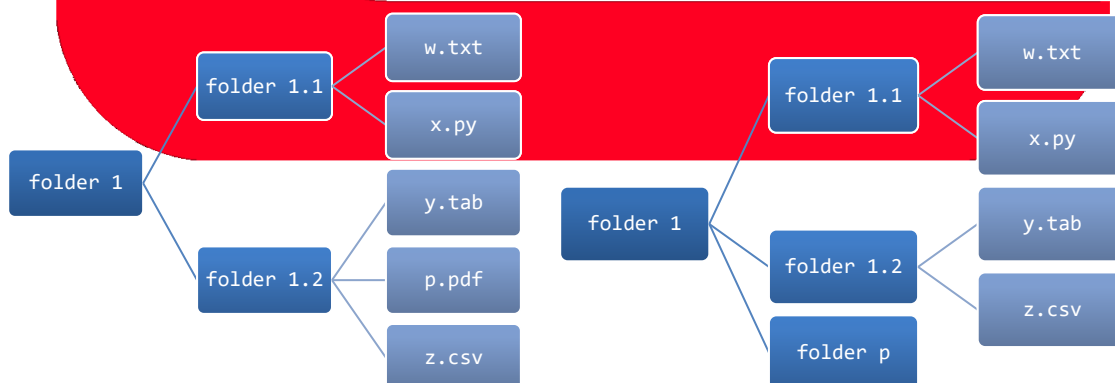 folder 1
folder 1.1
w.txt
x.py
folder 1.2
y.tab
p.pdf
z.csv
folder 1
folder 1.1
w.txt
x.py
folder 1.2
y.tab
z.csv
folder p